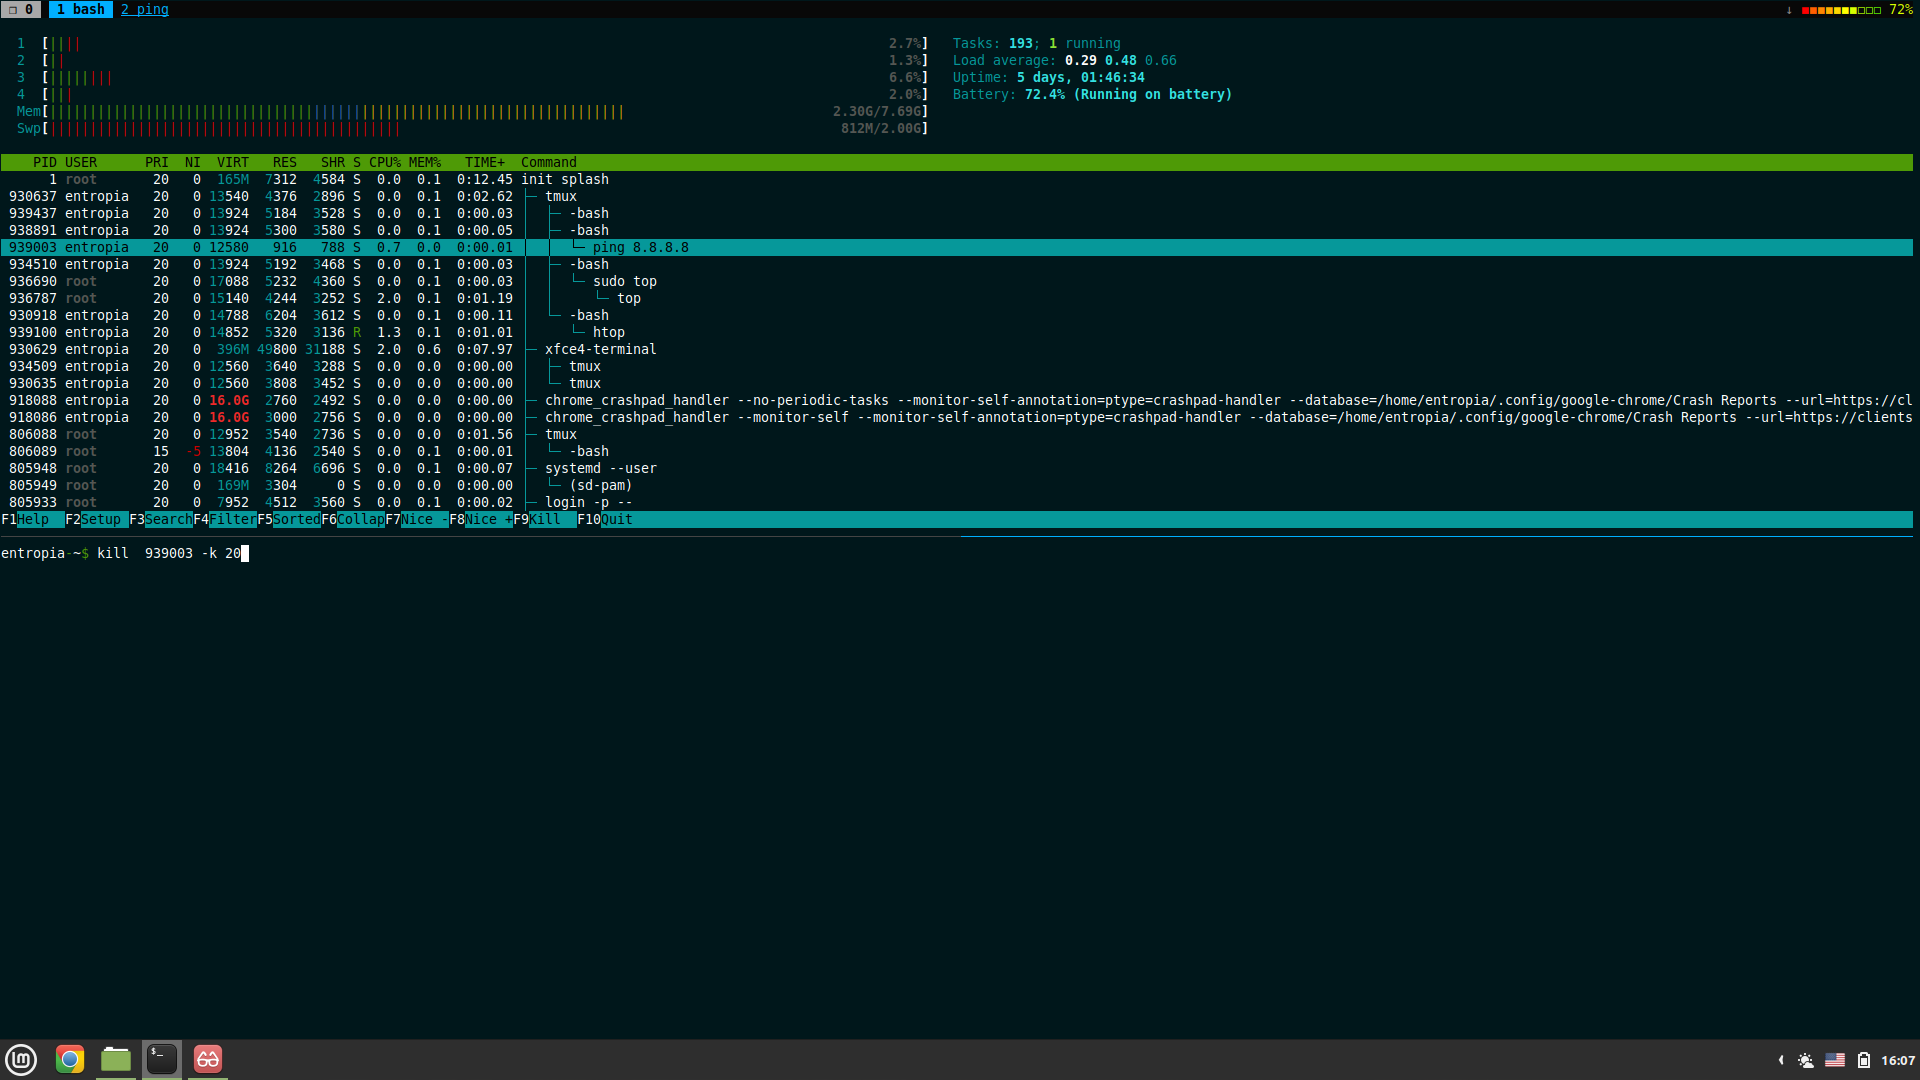 ❐ 0 1 bash 2 ping ↓ 72%
1 [|||| 2.7%] Tasks: 193; 1 running
2 [|| 1.3%] Load average: 0.29 0.48 0.66
3 [|||||||| 6.6%] Uptime: 5 days, 01:46:34
4 [||| 2.0%] Battery: 72.4% (Running on battery)
Mem[|||||||||||||||||||||||||||||||||||||||||||||||||||||||||||||||||||||||| 2.30G/7.69G]
Swp[|||||||||||||||||||||||||||||||||||||||||||| 812M/2.00G]
PID USER PRI NI VIRT RES SHR S CPU% MEM% TIME+ Command
1 root 20 0 165M 7312 4584 S 0.0 0.1 0:12.45 init splash
930637 entropia 20 0 13540 4376 2896 S 0.0 0.1 0:02.62 ├─ tmux
939437 entropia 20 0 13924 5184 3528 S 0.0 0.1 0:00.03 │ ├─ -bash
938891 entropia 20 0 13924 5300 3580 S 0.0 0.1 0:00.05 │ ├─ -bash
939003 entropia 20 0 12580 916 788 S 0.7 0.0 0:00.01 │ │ └─ ping 8.8.8.8
934510 entropia 20 0 13924 5192 3468 S 0.0 0.1 0:00.03 │ ├─ -bash
936690 root 20 0 17088 5232 4360 S 0.0 0.1 0:00.03 │ │ └─ sudo top
936787 root 20 0 15140 4244 3252 S 2.0 0.1 0:01.19 │ │ └─ top
930918 entropia 20 0 14788 6204 3612 S 0.0 0.1 0:00.11 │ └─ -bash
939100 entropia 20 0 14852 5320 3136 R 1.3 0.1 0:01.01 │ └─ htop
930629 entropia 20 0 396M 49800 31188 S 2.0 0.6 0:07.97 ├─ xfce4-terminal
934509 entropia 20 0 12560 3640 3288 S 0.0 0.0 0:00.00 │ ├─ tmux
930635 entropia 20 0 12560 3808 3452 S 0.0 0.0 0:00.00 │ └─ tmux
918088 entropia 20 0 16.0G 2760 2492 S 0.0 0.0 0:00.00 ├─ chrome_crashpad_handler --no-periodic-tasks --monitor-self-annotation=ptype=crashpad-handler --database=/home/entropia/.config/google-chrome/Crash Reports --url=https://cl
918086 entropia 20 0 16.0G 3000 2756 S 0.0 0.0 0:00.00 ├─ chrome_crashpad_handler --monitor-self --monitor-self-annotation=ptype=crashpad-handler --database=/home/entropia/.config/google-chrome/Crash Reports --url=https://clients
806088 root 20 0 12952 3540 2736 S 0.0 0.0 0:01.56 ├─ tmux
806089 root 15 -5 13804 4136 2540 S 0.0 0.1 0:00.01 │ └─ -bash
805948 root 20 0 18416 8264 6696 S 0.0 0.1 0:00.07 ├─ systemd --user
805949 root 20 0 169M 3304 0 S 0.0 0.0 0:00.00 │ └─ (sd-pam)
805933 root 20 0 7952 4512 3560 S 0.0 0.1 0:00.02 ├─ login -p --
F1Help F2Setup F3SearchF4FilterF5SortedF6CollapF7Nice -F8Nice +F9Kill F10Quit
entropia-~$ kill  939003 -k 20
16:07